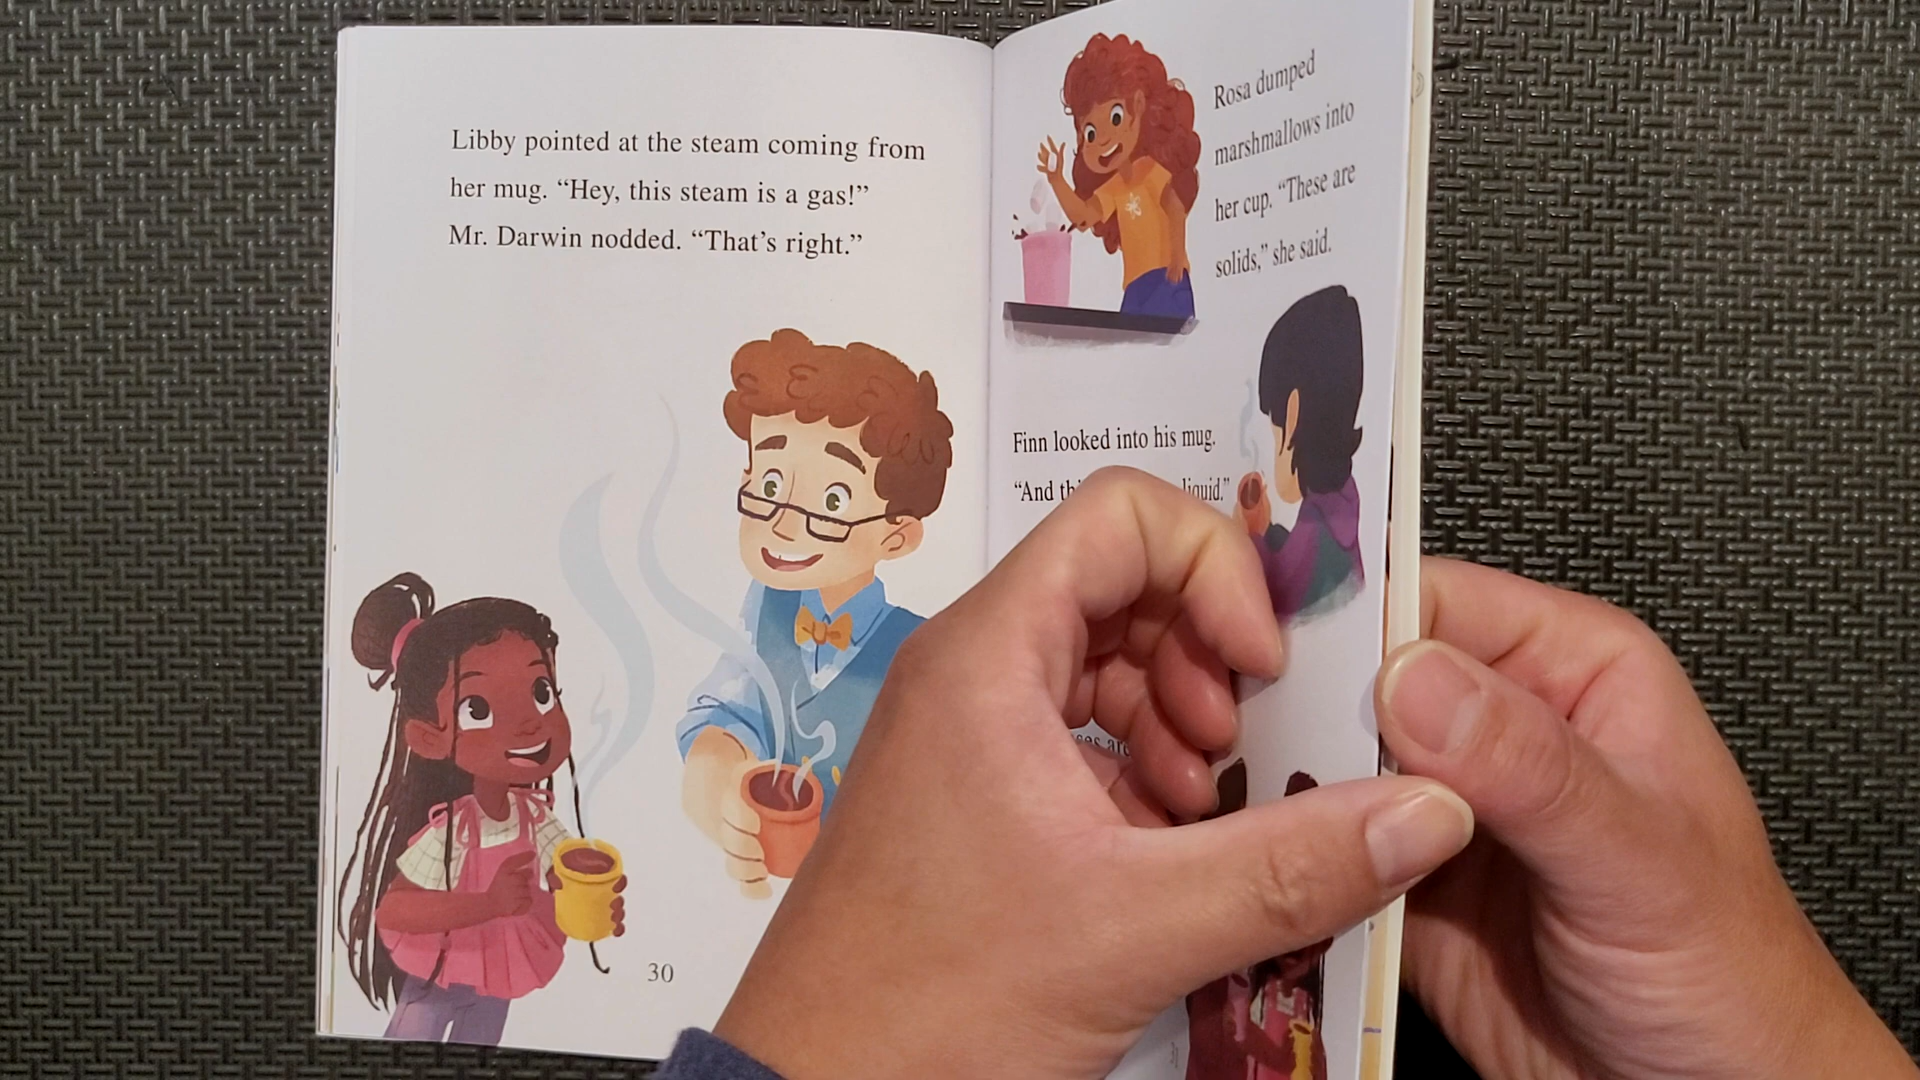 Libby pointed at the steam coming from
her mug. “Hey, this steam is a gas!”
Mr. Darwin nodded. “That’s right.”
30
Rosa dumped
marshmallows into
her cup. “These are
solids,” she said.
Finn looked into his mug.
“And liquid.”
are